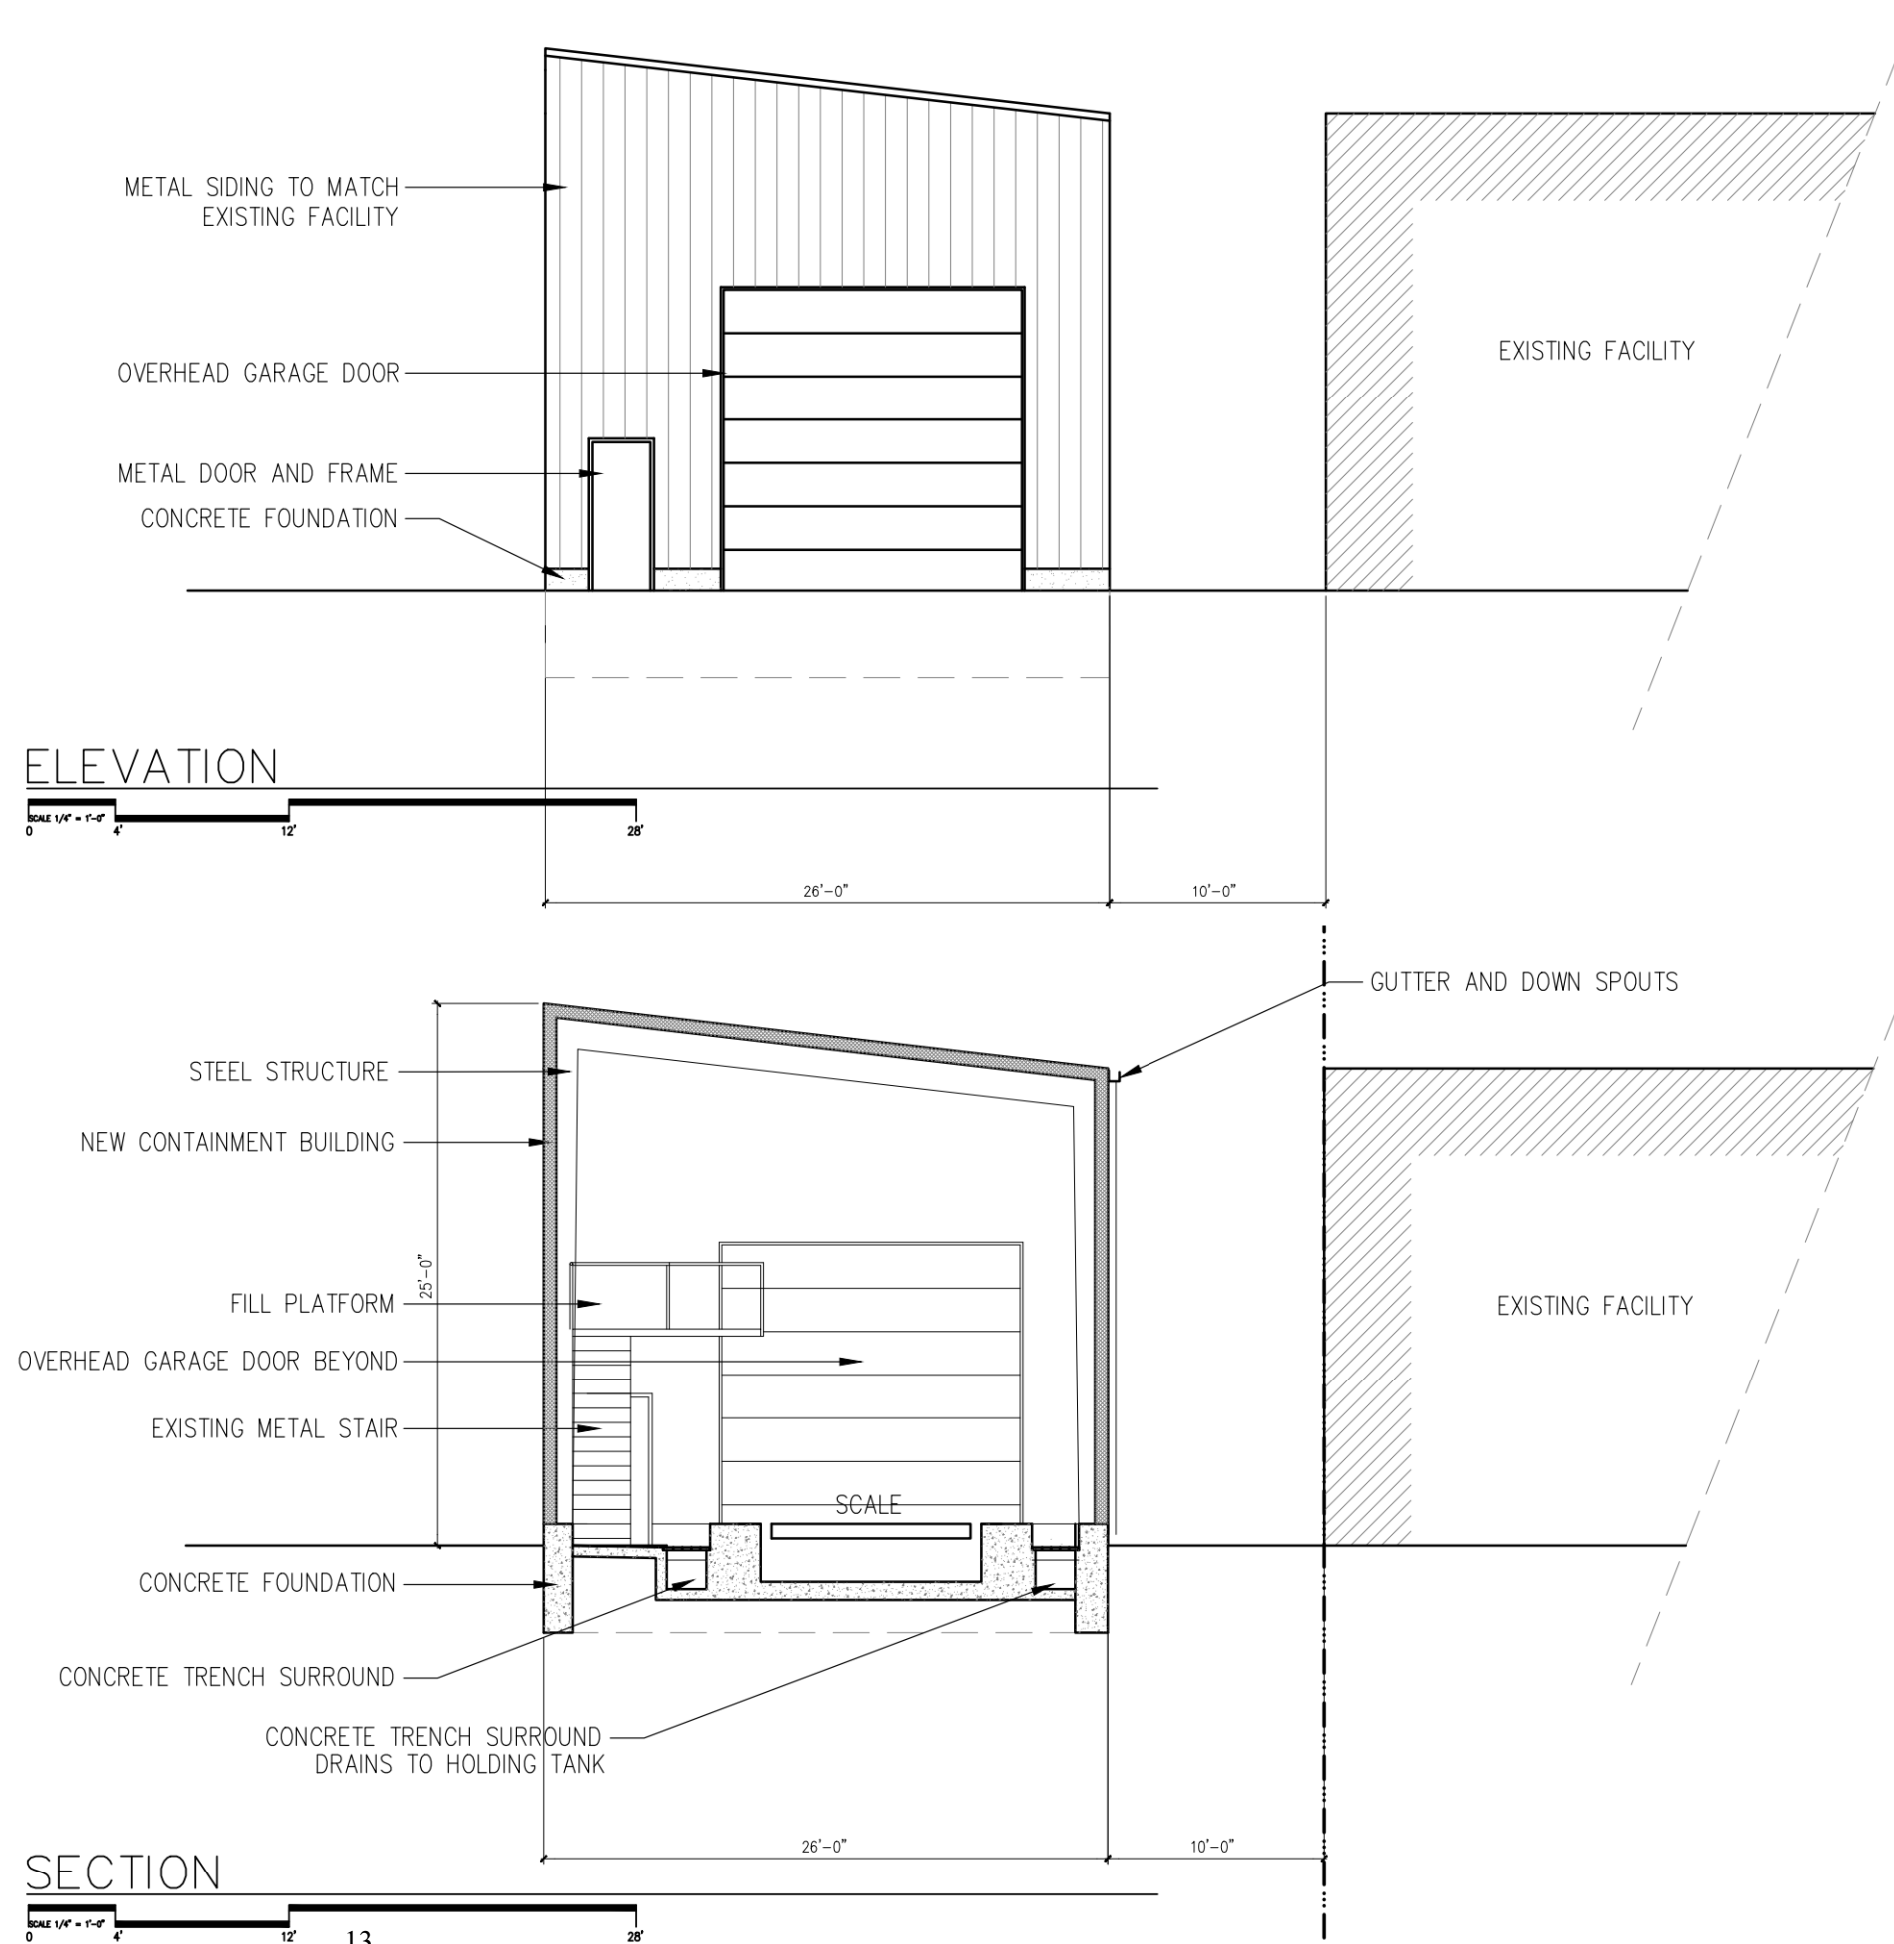 METAL SIDING TO MATCH
EXISTING FACILITY
OVERHEAD GARAGE DOOR
EXISTING FACILITY
METAL DOOR AND FRAME
CONCRETE FOUNDATION
ELEVATION
SCALE 1/4" = 1'-0"
0 4' 12' 28'
26'-0" 10'-0"
GUTTER AND DOWN SPOUTS
STEEL STRUCTURE
NEW CONTAINMENT BUILDING
25'-0"
FILL PLATFORM
EXISTING FACILITY
OVERHEAD GARAGE DOOR BEYOND
EXISTING METAL STAIR
SCALE
CONCRETE FOUNDATION
CONCRETE TRENCH SURROUND
CONCRETE TRENCH SURROUND
DRAINS TO HOLDING TANK
26'-0" 10'-0"
SECTION
SCALE 1/4" = 1'-0"
0 4' 12' 28'
13